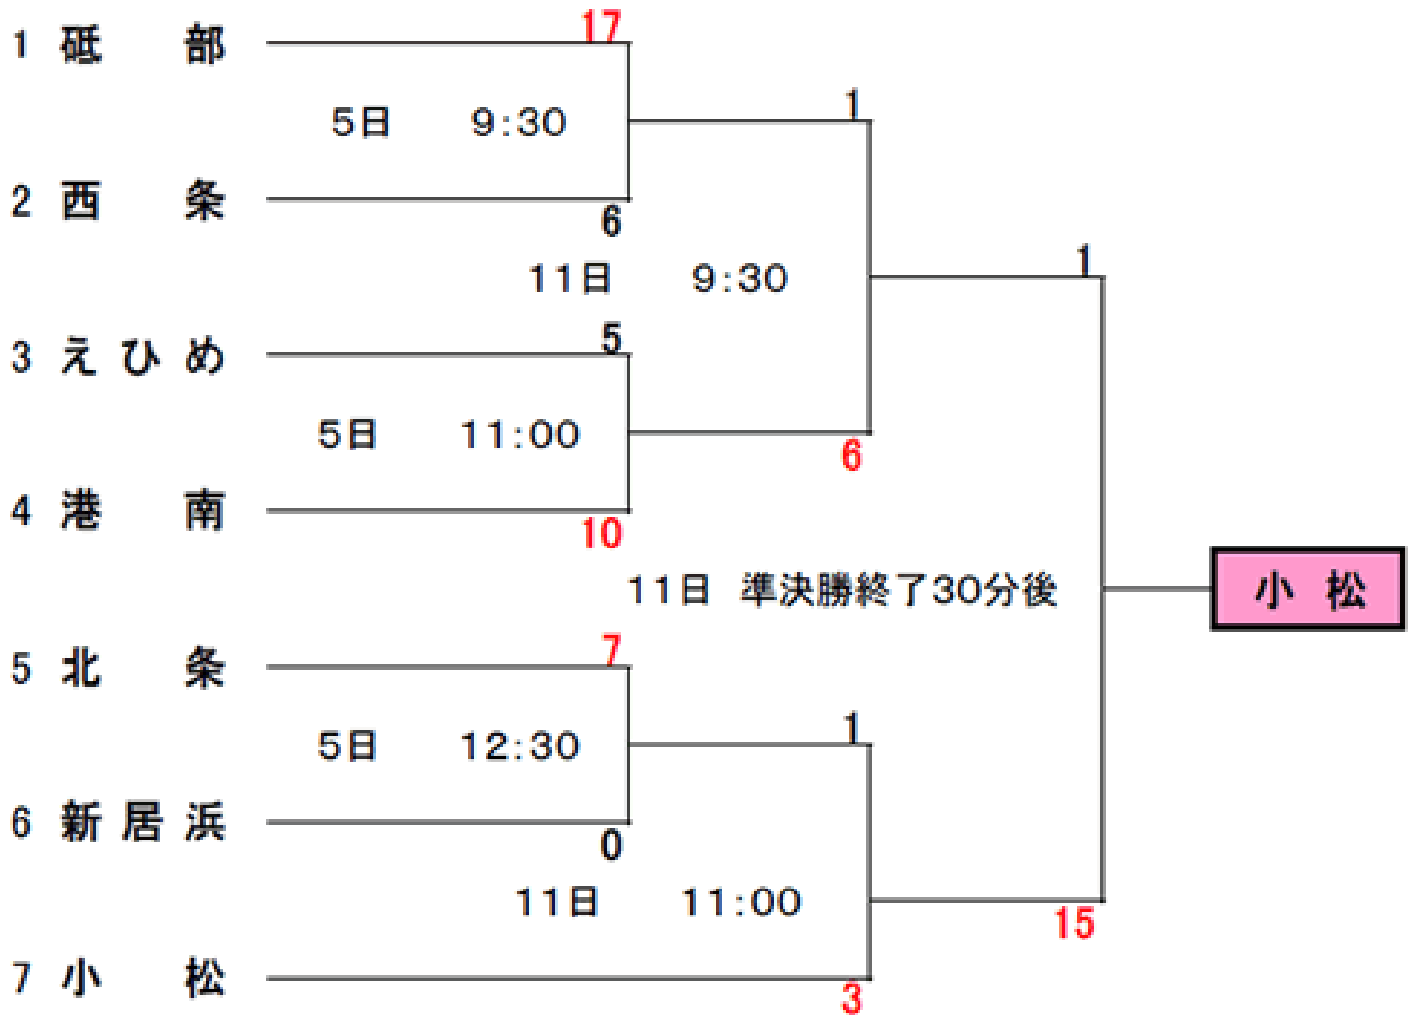 17
1 砥部
1
5日 9:30
2 西条
6
1
11日 9:30
5
3 えひめ
5日 11:00
6
4 港南
10
11日 準決勝終了30分後
小松
7
5 北条
1
5日 12:30
6 新居浜
0
11日 11:00
15
7 小松
3